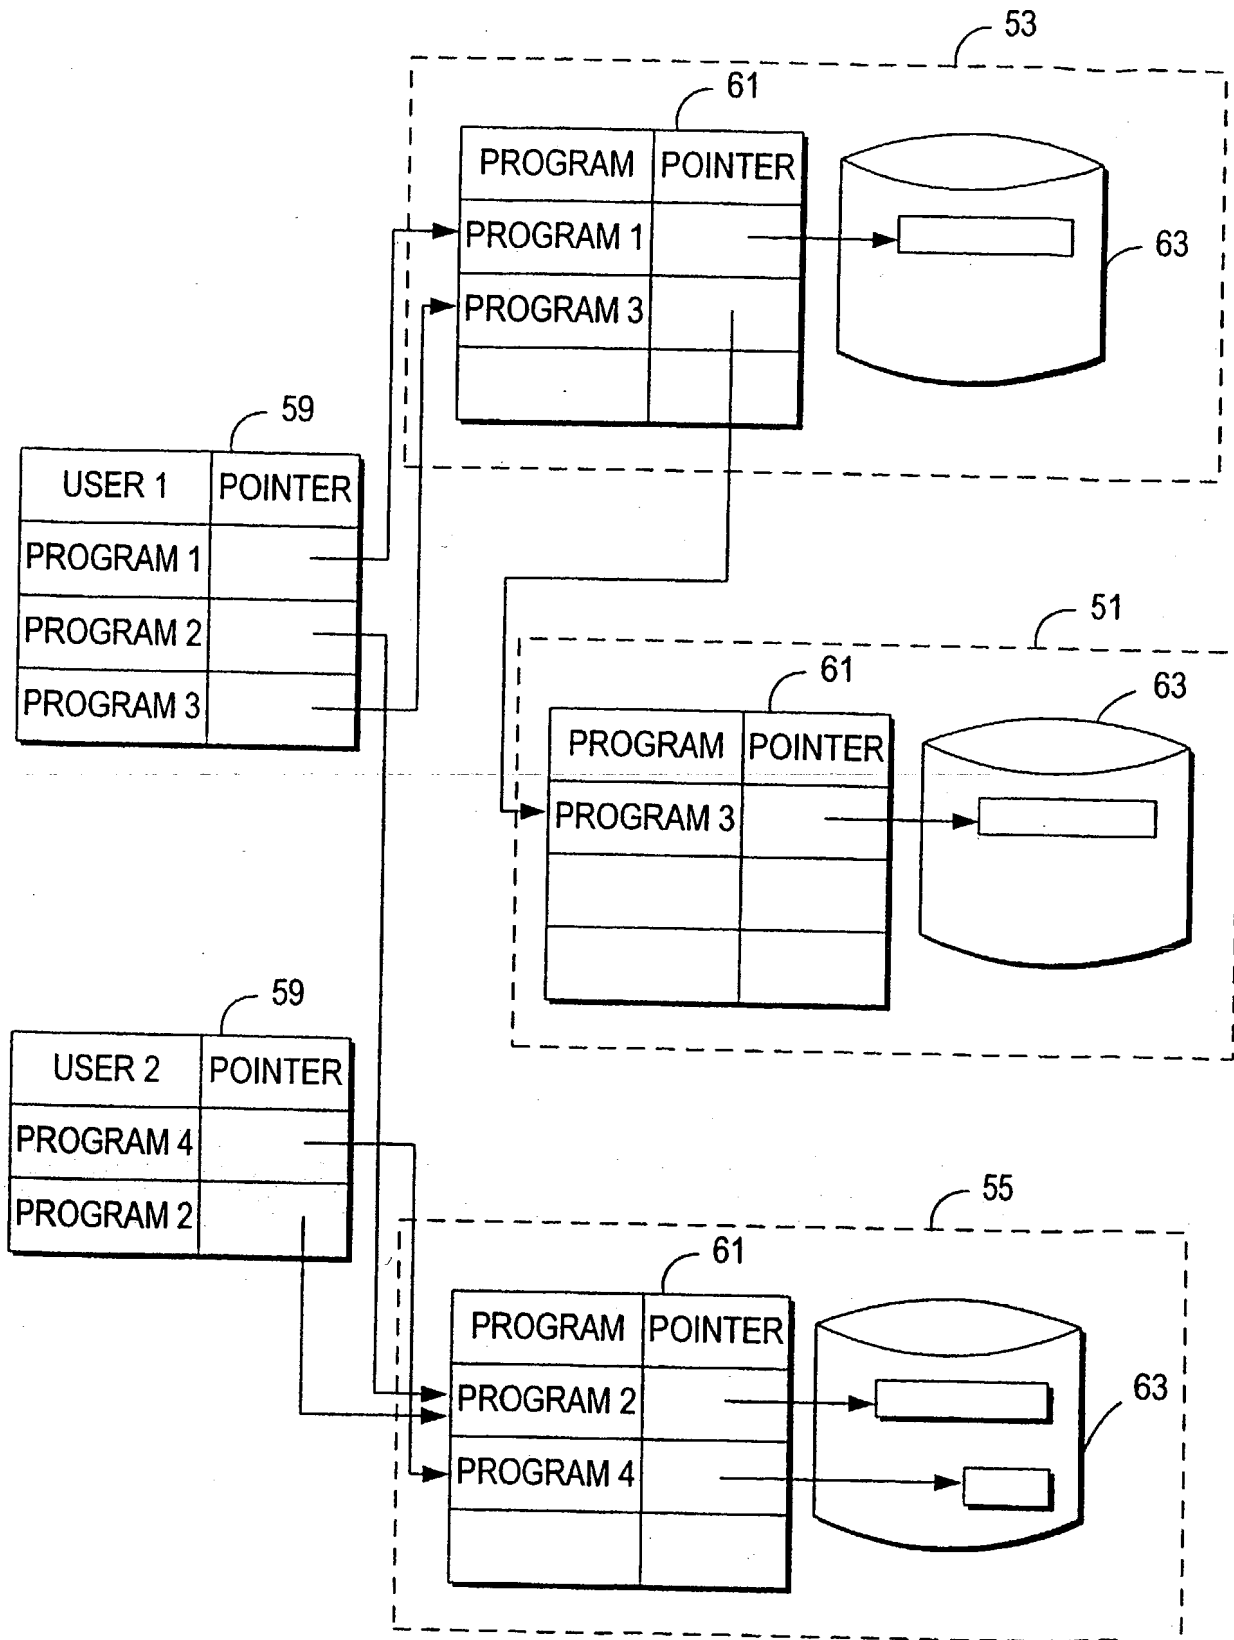 53
61
PROGRAM POINTER
PROGRAM 1
63
PROGRAM 3
59
USER 1 POINTER
PROGRAM 1
PROGRAM 2
PROGRAM 3
51
61
63
PROGRAM POINTER
PROGRAM 3
59
USER 2 POINTER
PROGRAM 4
PROGRAM 2
55
61
PROGRAM POINTER
PROGRAM 2
63
PROGRAM 4